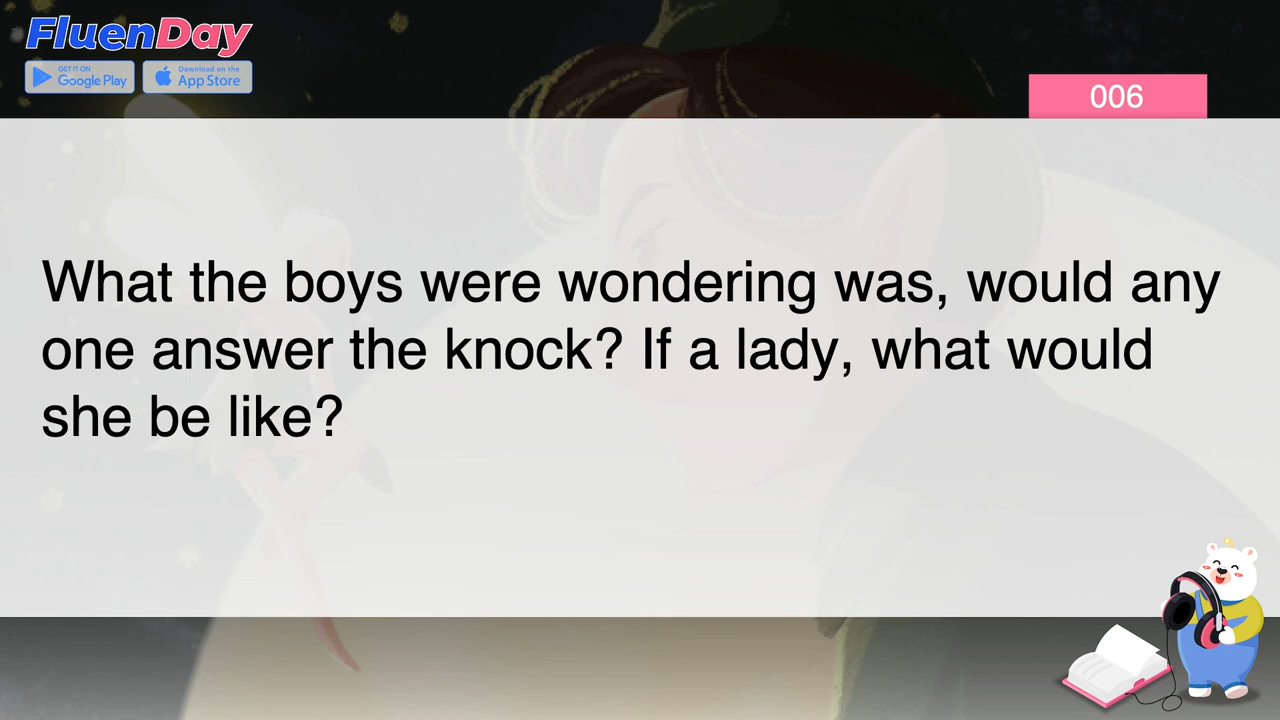 FluenDay
GET IT ON
Google Play
Download on the
App Store
006
What the boys were wondering was, would any
one answer the knock? If a lady, what would
she be like?